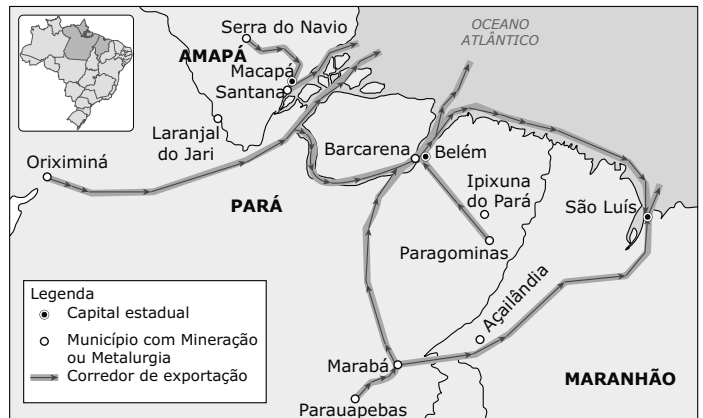 Serra do Navio
OCEANO
ATLÂNTICO
AMAPÁ
Macapá
Santana
Laranjal
do Jari
Oriximiná
Barcarena
Belém
Ipixuna
do Pará
PARÁ
São Luís
Paragominas
Açailândia
Legenda
Capital estadual
Município com Mineração
ou Metalurgia
Corredor de exportação
Marabá
MARANHÃO
Parauapebas